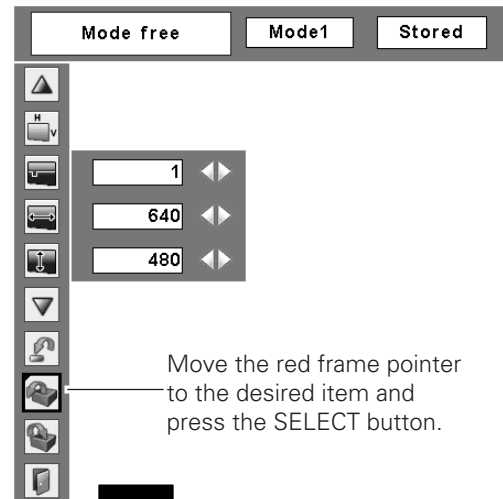 Mode free
Mode1
Stored
H
V
1
640
480
Move the red frame pointer
to the desired item and
press the SELECT button.